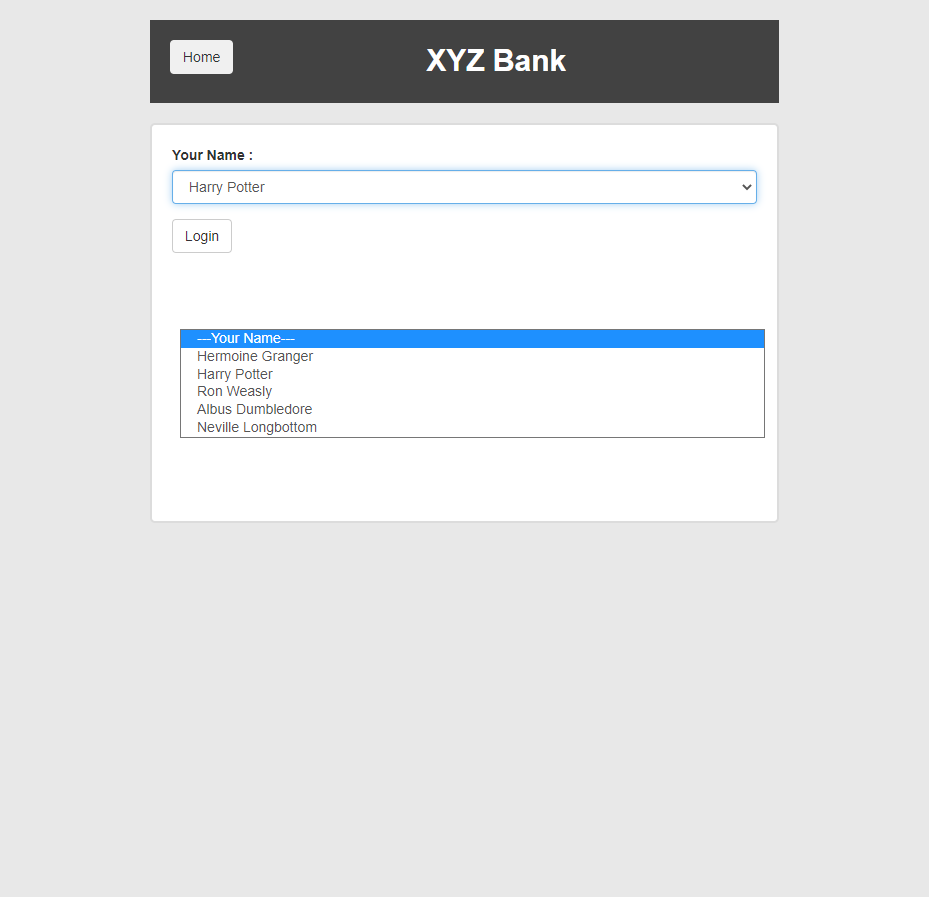 Home
XYZ Bank
Your Name :
Harry Potter
Login
---Your Name---
Hermoine Granger
Harry Potter
Ron Weasly
Albus Dumbledore
Neville Longbottom